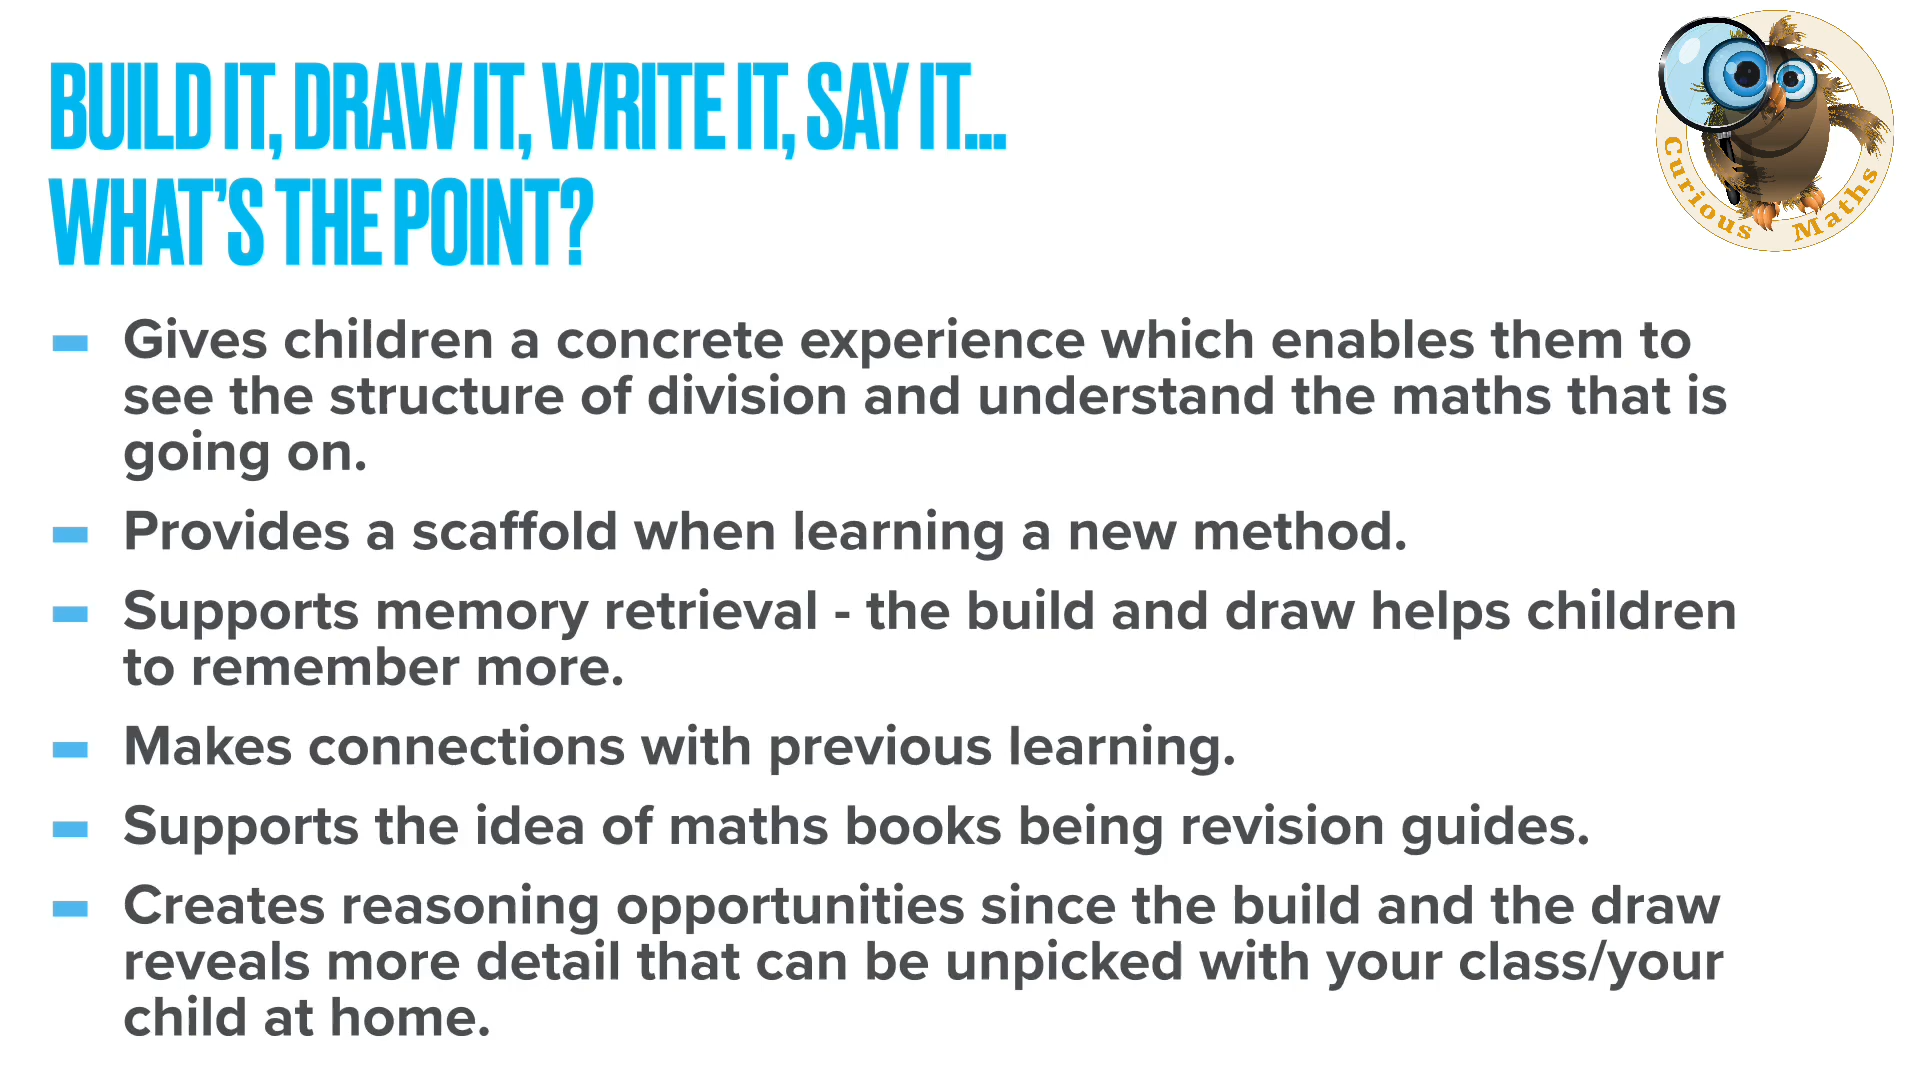 BUILD IT, DRAW IT, WRITE IT, SAY IT...
WHAT'S THE POINT?
Curious Maths
- Gives children a concrete experience which enables them to
see the structure of division and understand the maths that is
going on.
- Provides a scaffold when learning a new method.
- Supports memory retrieval - the build and draw helps children
to remember more.
- Makes connections with previous learning.
- Supports the idea of maths books being revision guides.
- Creates reasoning opportunities since the build and the draw
reveals more detail that can be unpicked with your class/your
child at home.